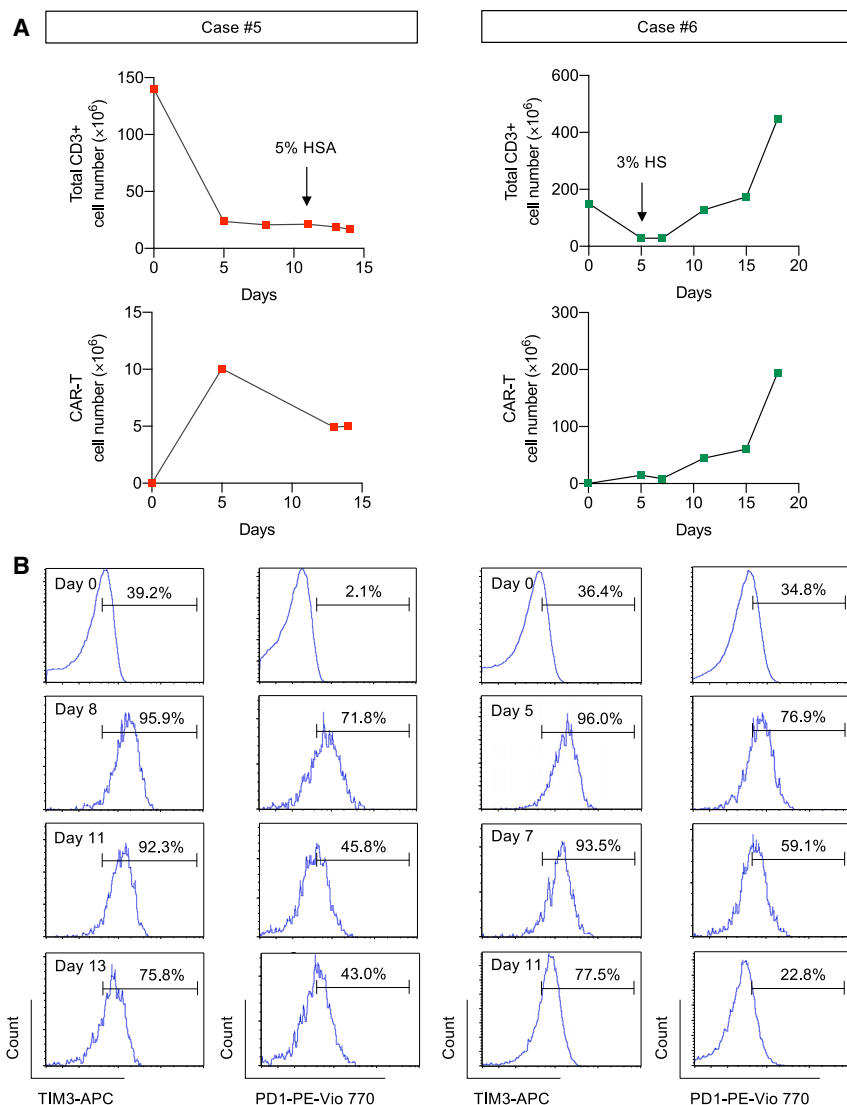 A
Case #5
Case #6
Total CD3+
cell number (×10⁶)
150
100
50
0
5% HSA
0 5 10 15
Days
Total CD3+
cell number (×10⁶)
600
400
200
0
3% HS
0 5 10 15 20
Days
CAR-T
cell number (×10⁶)
15
10
5
0
0 5 10 15
Days
CAR-T
cell number (×10⁶)
300
200
100
0
0 5 10 15 20
Days
B
Day 0 39.2% 2.1% Day 0 36.4% 34.8%
Day 8 95.9% 71.8% Day 5 96.0% 76.9%
Day 11 92.3% 45.8% Day 7 93.5% 59.1%
Day 13 75.8% 43.0% Day 11 77.5% 22.8%
Count Count Count Count
TIM3-APC PD1-PE-Vio 770 TIM3-APC PD1-PE-Vio 770